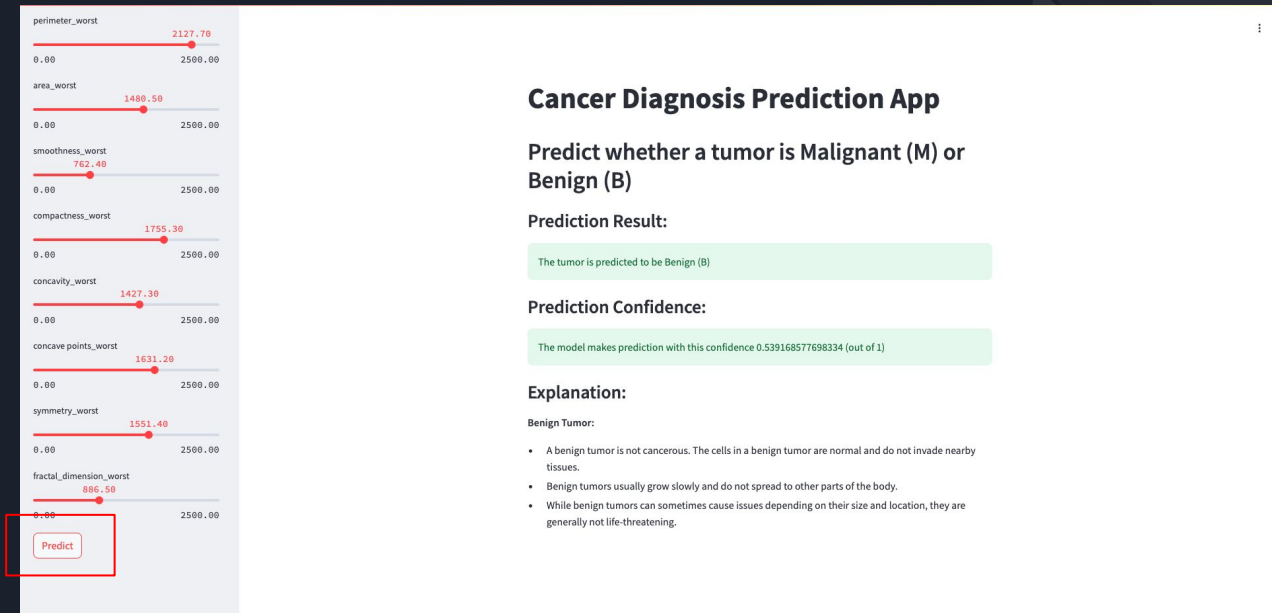 perimeter_worst
2127.70
0.00 2500.00
area_worst
1480.50
0.00 2500.00
smoothness_worst
762.40
0.00 2500.00
compactness_worst
1755.30
0.00 2500.00
concavity_worst
1427.30
0.00 2500.00
concave points_worst
1631.20
0.00 2500.00
symmetry_worst
1551.40
0.00 2500.00
fractal_dimension_worst
886.50
0.00 2500.00
Predict
Cancer Diagnosis Prediction App
Predict whether a tumor is Malignant (M) or
Benign (B)
Prediction Result:
The tumor is predicted to be Benign (B)
Prediction Confidence:
The model makes prediction with this confidence 0.539168577698334 (out of 1)
Explanation:
Benign Tumor:
• A benign tumor is not cancerous. The cells in a benign tumor are normal and do not invade nearby
tissues.
• Benign tumors usually grow slowly and do not spread to other parts of the body.
• While benign tumors can sometimes cause issues depending on their size and location, they are
generally not life-threatening.